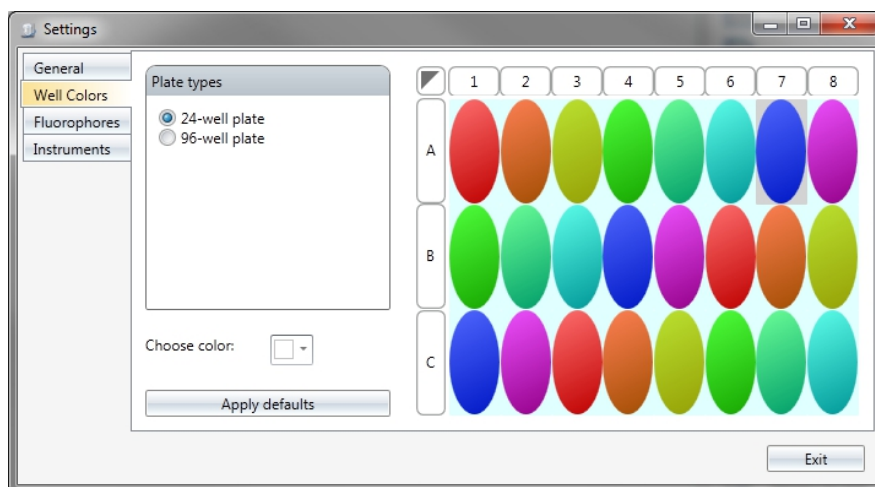 Settings
General
Well Colors
Fluorophores
Instruments
Plate types
24-well plate
96-well plate
Choose color:
Apply defaults
1 2 3 4 5 6 7 8
A
B
C
Exit